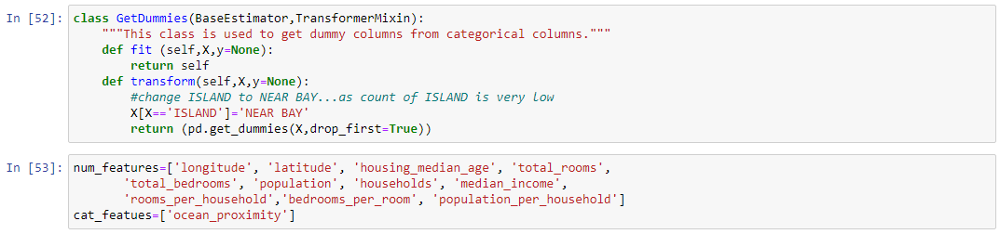 In [52]: class GetDummies(BaseEstimator,TransformerMixin):
    """This class is used to get dummy columns from categorical columns."""
    def fit (self,X,y=None):
        return self
    def transform(self,X,y=None):
        #change ISLAND to NEAR BAY...as count of ISLAND is very low
        X[X=='ISLAND']='NEAR BAY'
        return (pd.get_dummies(X,drop_first=True))
In [53]: num_features=['longitude', 'latitude', 'housing_median_age', 'total_rooms',
       'total_bedrooms', 'population', 'households', 'median_income',
       'rooms_per_household','bedrooms_per_room', 'population_per_household']
cat_featues=['ocean_proximity']